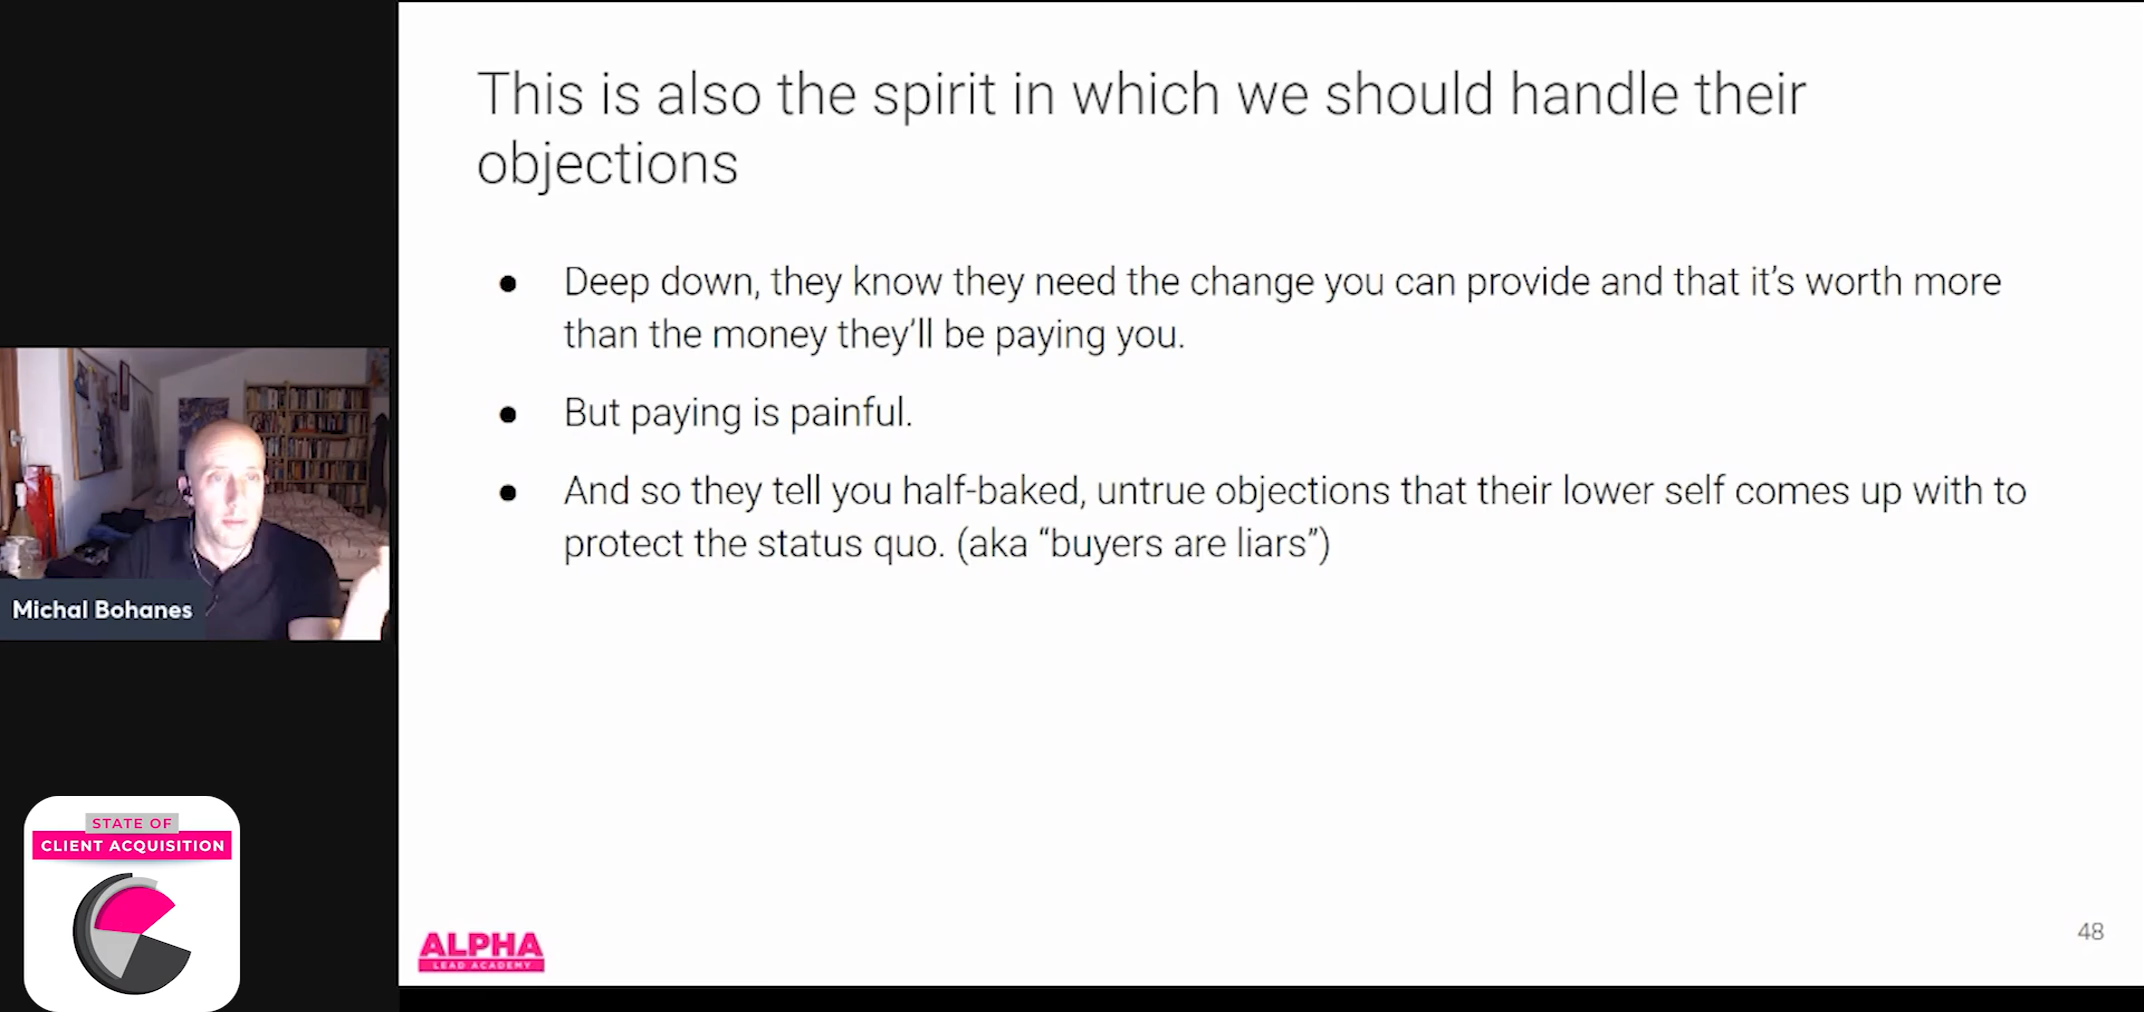 This is also the spirit in which we should handle their
objections
● Deep down, they know they need the change you can provide and that it's worth more
than the money they'll be paying you.
● But paying is painful.
● And so they tell you half-baked, untrue objections that their lower self comes up with to
protect the status quo. (aka “buyers are liars”)
Michal Bohanes
STATE OF
CLIENT ACQUISITION
ALPHA
LEAD ACADEMY
48